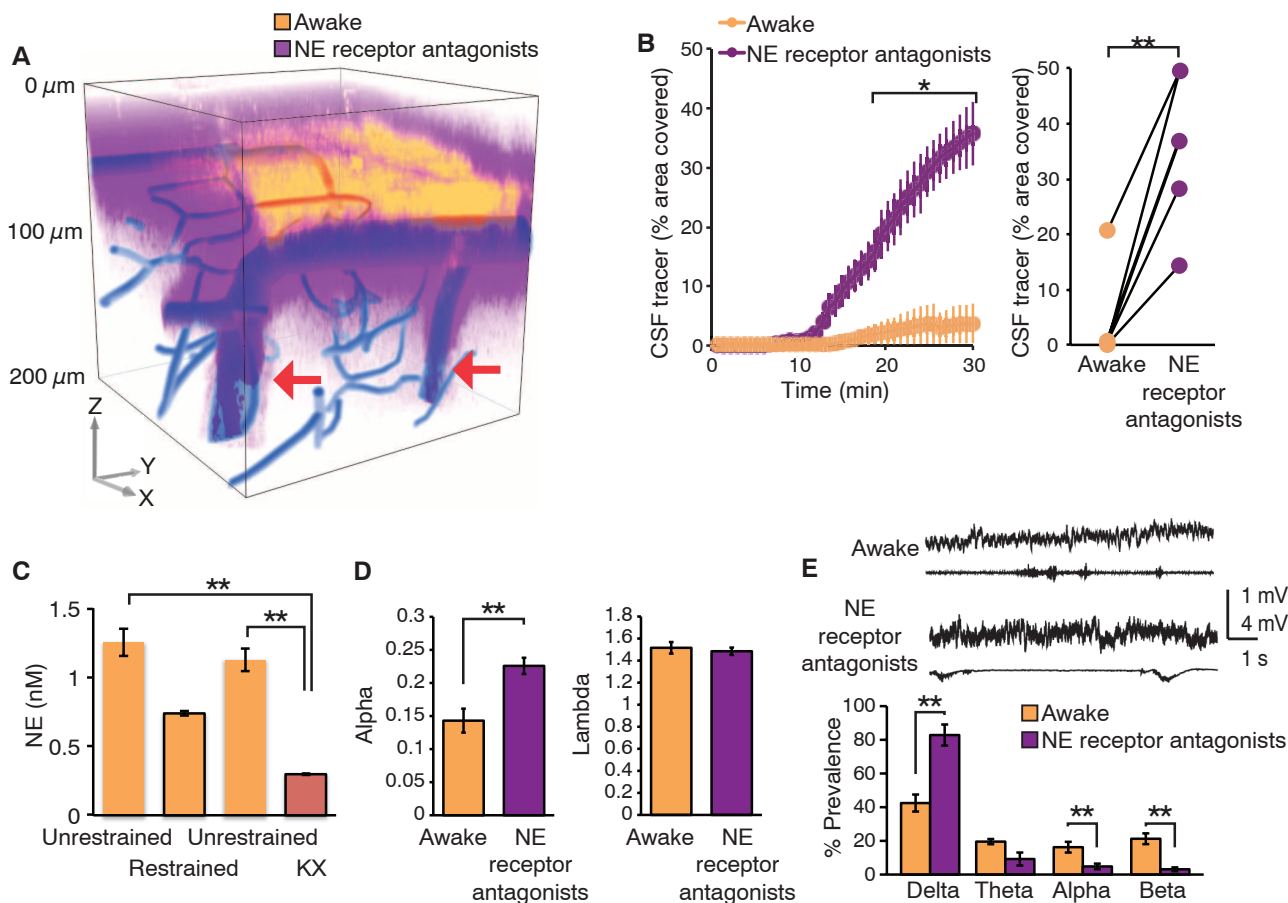 A
Awake
NE receptor antagonists
0 µm
100 µm
200 µm
Z
Y
X
B
Awake
NE receptor antagonists
CSF tracer (% area covered)
50
40
30
20
10
0
*
0
10
20
30
Time (min)
CSF tracer (% area covered)
50
40
30
20
10
0
**
Awake
NE
receptor
antagonists
C
NE (nM)
1.5
1
0.5
0
**
**
Unrestrained
Unrestrained
Restrained
KX
D
Alpha
0.3
0.25
0.2
0.15
0.1
0.05
0
**
Awake
NE
receptor
antagonists
Lambda
1.8
1.6
1.4
1.2
1.0
0.8
0.6
0.4
0.2
0
Awake
NE
receptor
antagonists
E
Awake
NE
receptor
antagonists
1 mV
4 mV
1 s
Awake
NE receptor antagonists
% Prevalence
100
80
60
40
20
0
**
**
**
Delta
Theta
Alpha
Beta